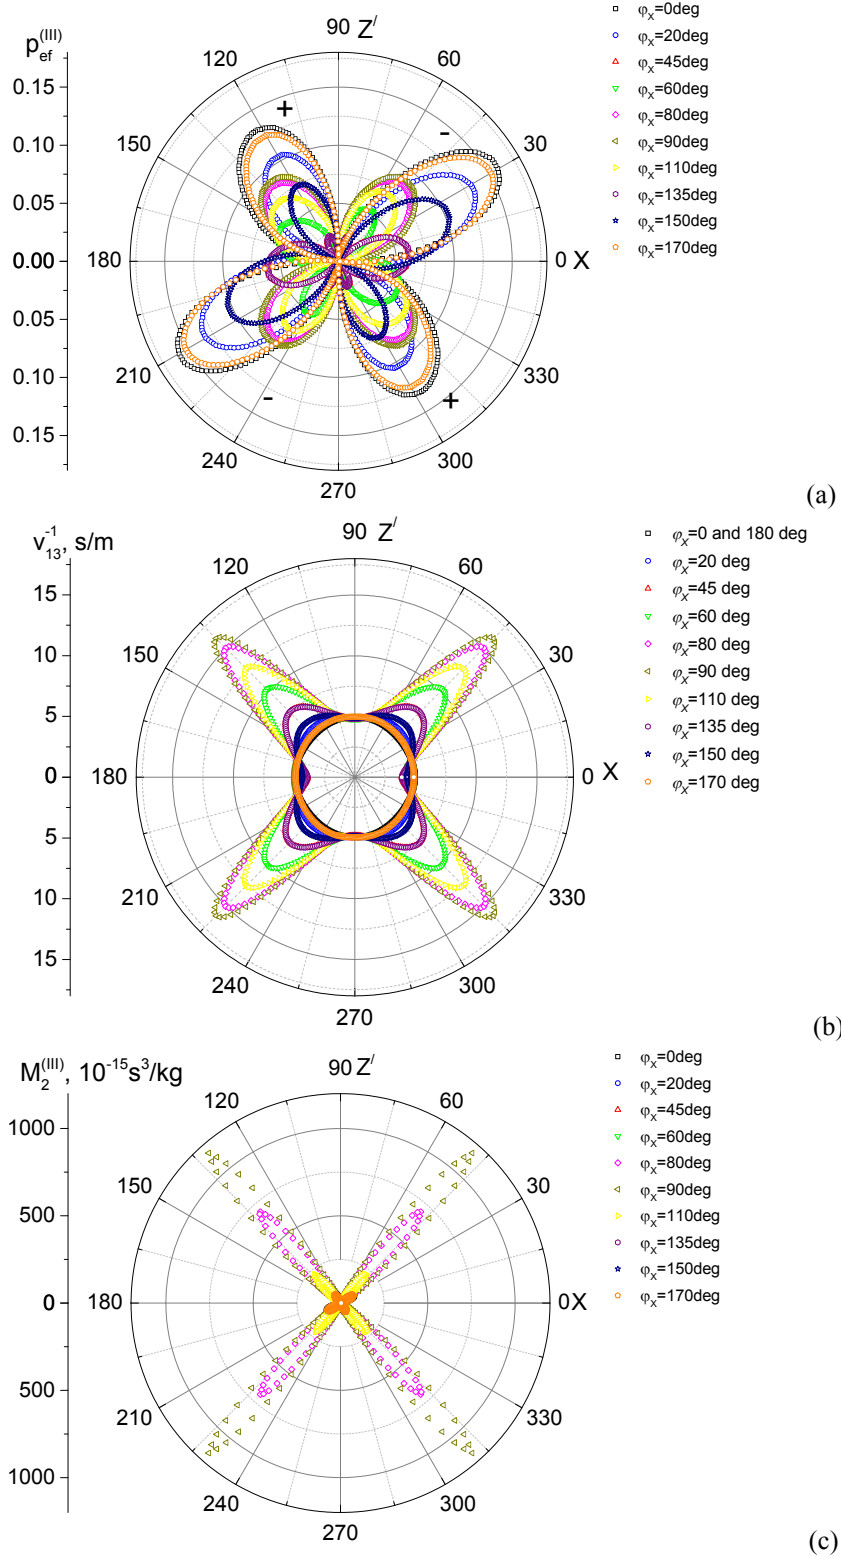 p_ef^(III)
90 Z/
120
60
150
30
180
0 X
210
330
240
300
270
+
-
-
+
0.15
0.10
0.05
0.00
0.05
0.10
0.15
φX=0deg
φX=20deg
φX=45deg
φX=60deg
φX=80deg
φX=90deg
φX=110deg
φX=135deg
φX=150deg
φX=170deg
(a)
v_13^-1, s/m
90 Z/
120
60
150
30
180
0 X
210
330
240
300
270
15
10
5
0
5
10
15
φX=0 and 180 deg
φX=20 deg
φX=45 deg
φX=60 deg
φX=80 deg
φX=90 deg
φX=110 deg
φX=135 deg
φX=150 deg
φX=170 deg
(b)
M_2^(III), 10^-15 s^3/kg
90 Z/
120
60
150
30
180
0X
210
330
240
300
270
1000
500
0
500
1000
φX=0deg
φX=20deg
φX=45deg
φX=60deg
φX=80deg
φX=90deg
φX=110deg
φX=135deg
φX=150deg
φX=170deg
(c)